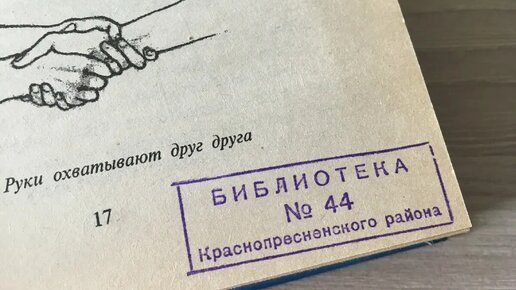 Руки охватывают друг друга
17
БИБЛИОТЕКА
№ 44
Краснопресненского района